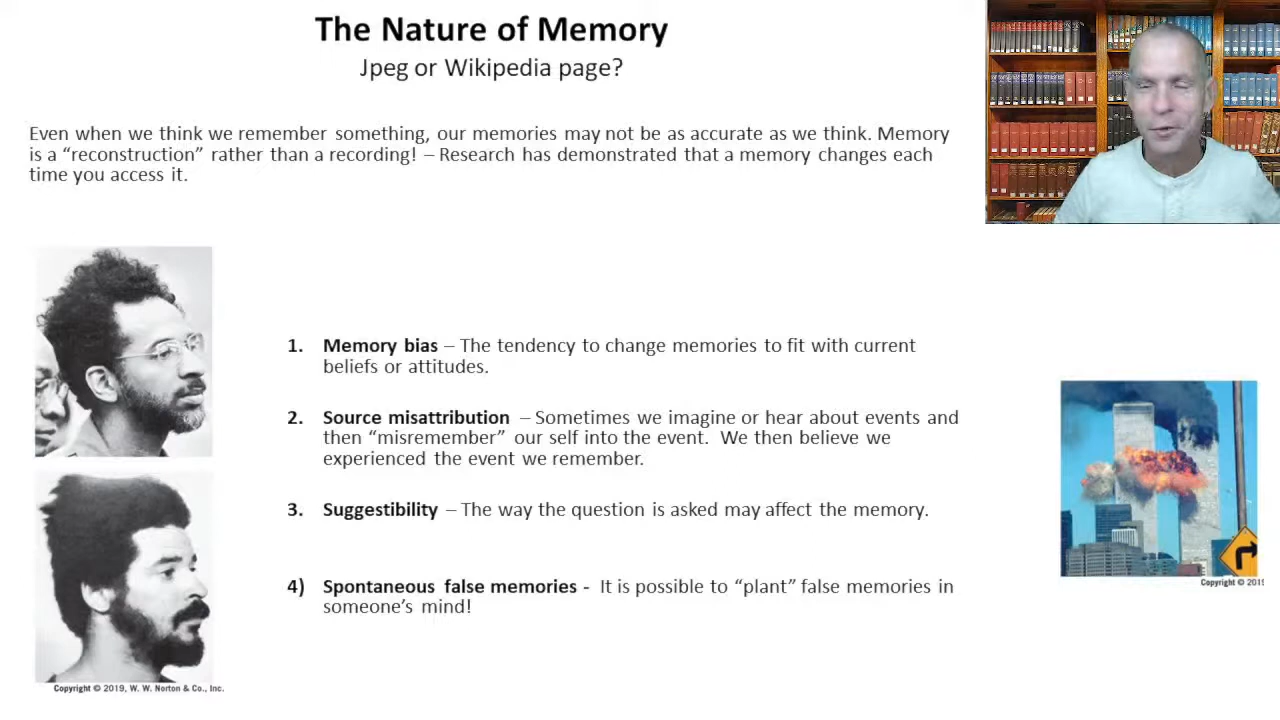 The Nature of Memory
Jpeg or Wikipedia page?
Even when we think we remember something, our memories may not be as accurate as we think. Memory
is a “reconstruction” rather than a recording! – Research has demonstrated that a memory changes each
time you access it.
1. Memory bias – The tendency to change memories to fit with current
beliefs or attitudes.
2. Source misattribution – Sometimes we imagine or hear about events and
then “misremember” our self into the event. We then believe we
experienced the event we remember.
3. Suggestibility – The way the question is asked may affect the memory.
4) Spontaneous false memories - It is possible to “plant” false memories in
someone’s mind!
Copyright © 2019, W. W. Norton & Co., Inc.
Copyright © 2019